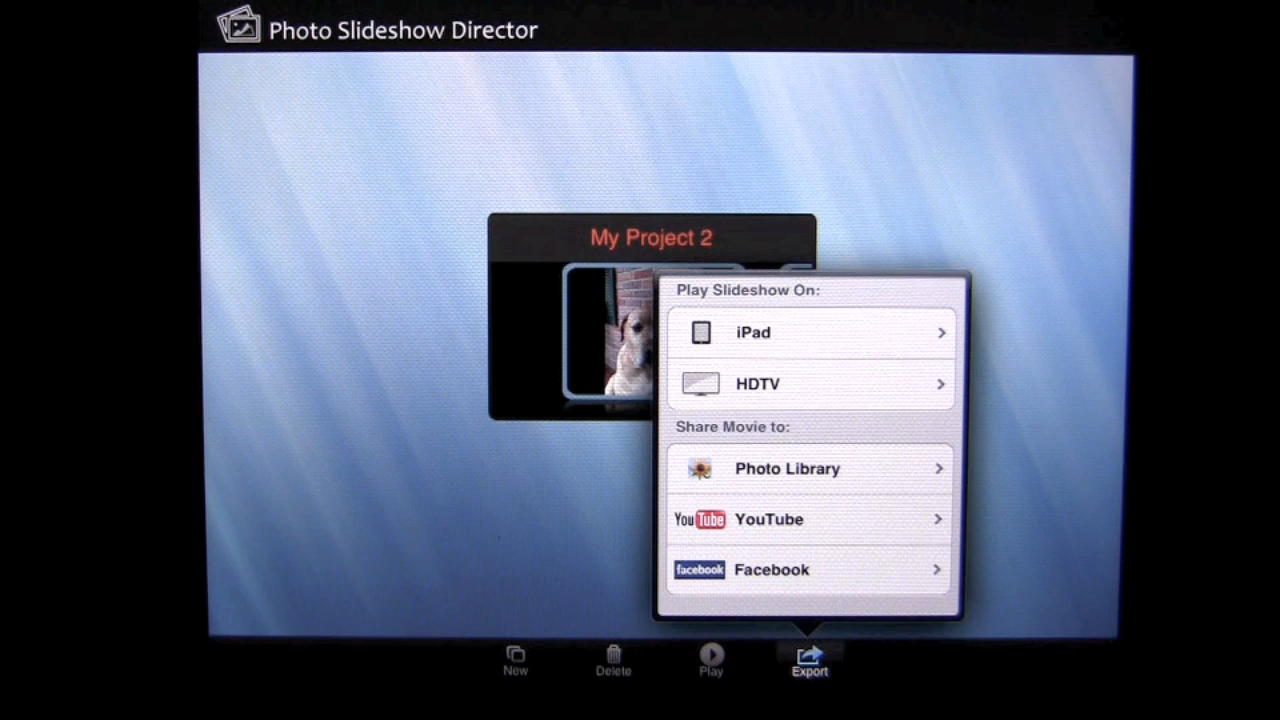 Photo Slideshow Director
My Project 2
Play Slideshow On:
iPad
HDTV
Share Movie to:
Photo Library
YouTube YouTube
facebook Facebook
New
Delete
Play
Export